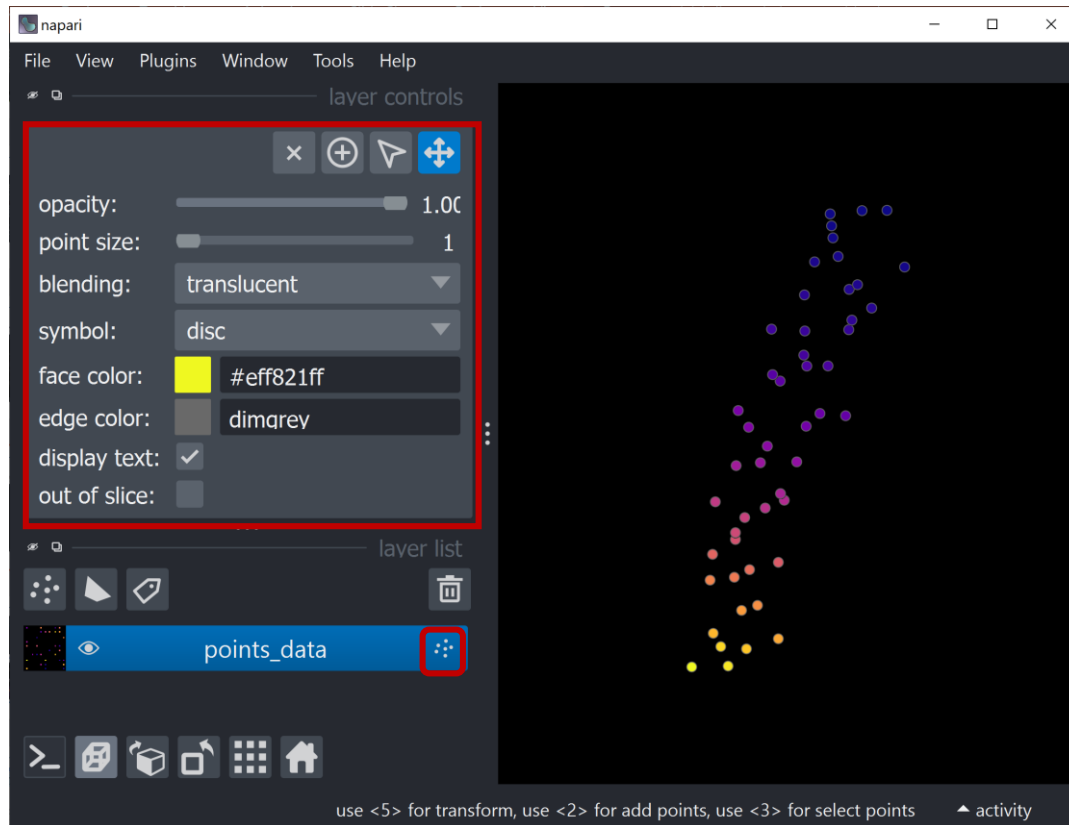 napari
File View Plugins Window Tools Help
layer controls
opacity: 1.00
point size: 1
blending: translucent
symbol: disc
face color: #eff821ff
edge color: dimgrey
display text:
out of slice:
layer list
points_data
use <5> for transform, use <2> for add points, use <3> for select points activity